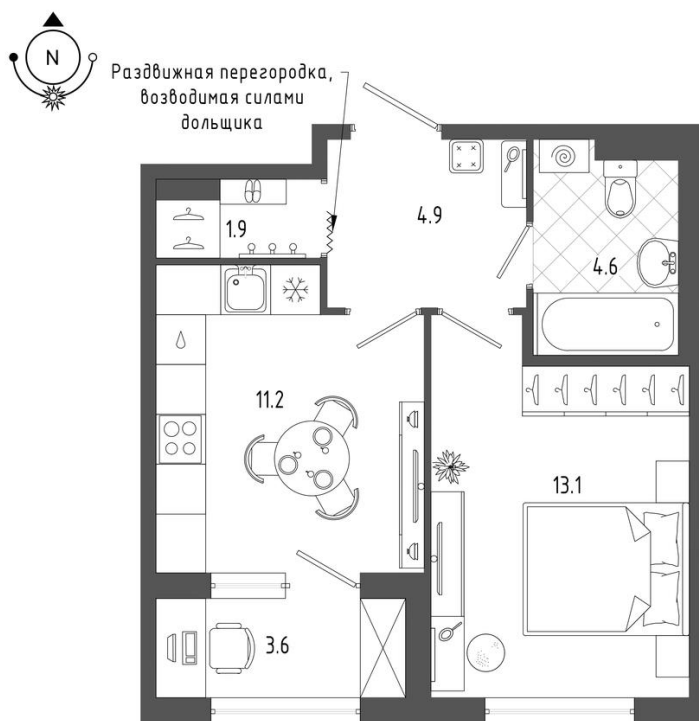 N
Раздвижная перегородка,
возводимая силами
дольщика
1.9
4.9
4.6
11.2
13.1
3.6